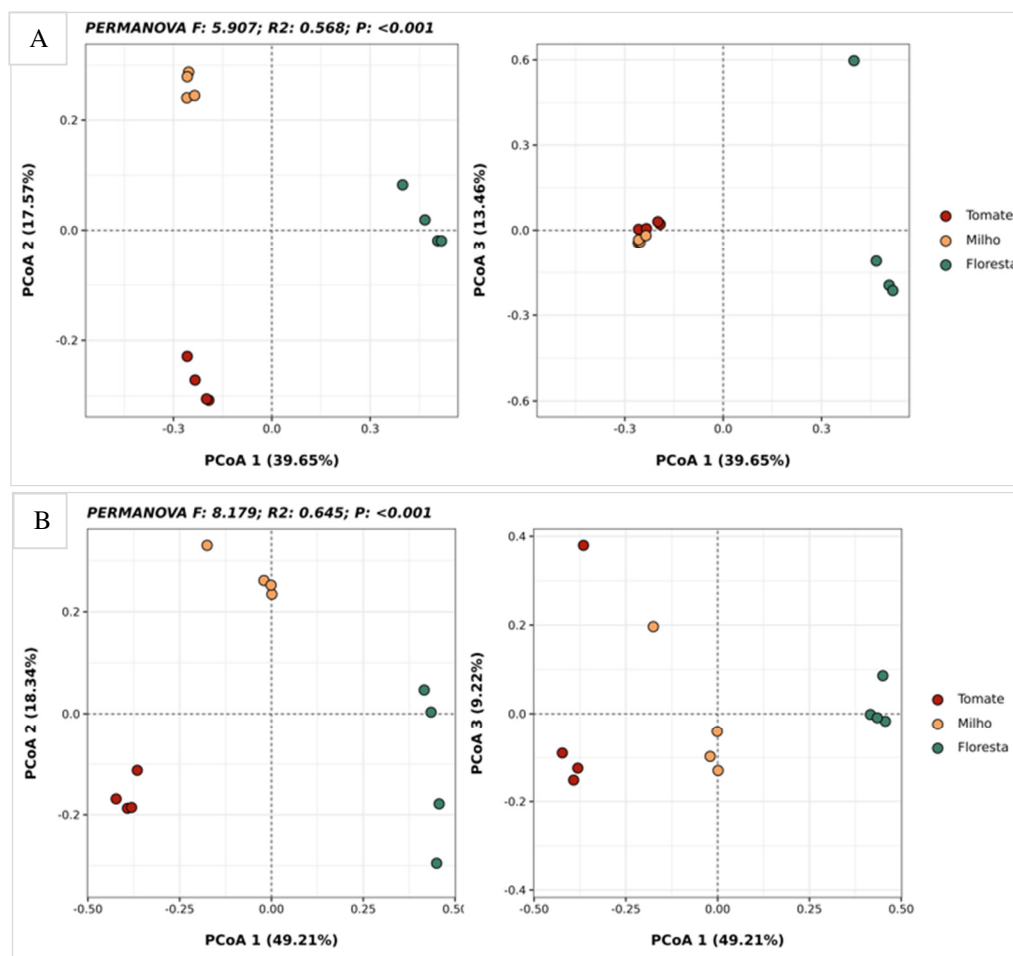 A
PERMANOVA F: 5.907; R2: 0.568; P: <0.001
PCoA 2 (17.57%)
0.2
0.0
-0.2
-0.3
0.0
0.3
PCoA 1 (39.65%)
PCoA 3 (13.46%)
0.6
0.3
0.0
-0.3
-0.6
-0.3
0.0
0.3
PCoA 1 (39.65%)
Tomate
Milho
Floresta
B
PERMANOVA F: 8.179; R2: 0.645; P: <0.001
PCoA 2 (18.34%)
0.2
0.0
-0.2
-0.50
-0.25
0.00
0.25
0.50
PCoA 1 (49.21%)
PCoA 3 (9.22%)
0.4
0.2
0.0
-0.2
-0.4
-0.50
-0.25
0.00
0.25
0.50
PCoA 1 (49.21%)
Tomate
Milho
Floresta